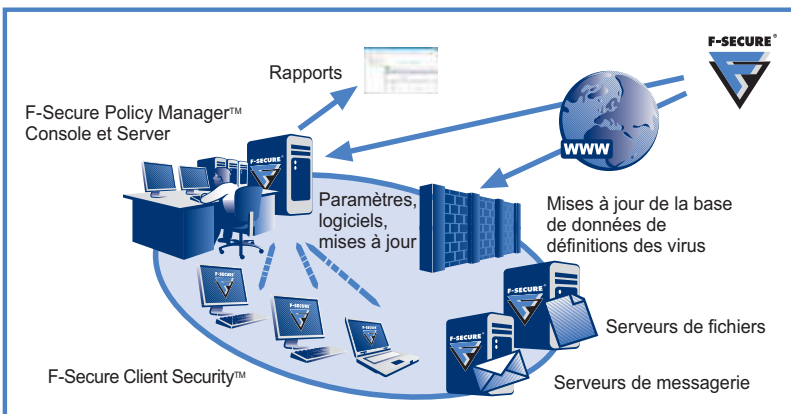 F-SECURE®
Rapports
F-Secure Policy Manager™
Console et Server
F-SECURE®
WWW
Paramètres,
logiciels,
mises à jour
Mises à jour de la base
de données de
définitions des virus
F-SECURE®
Serveurs de fichiers
F-SECURE®
F-Secure Client Security™
Serveurs de messagerie